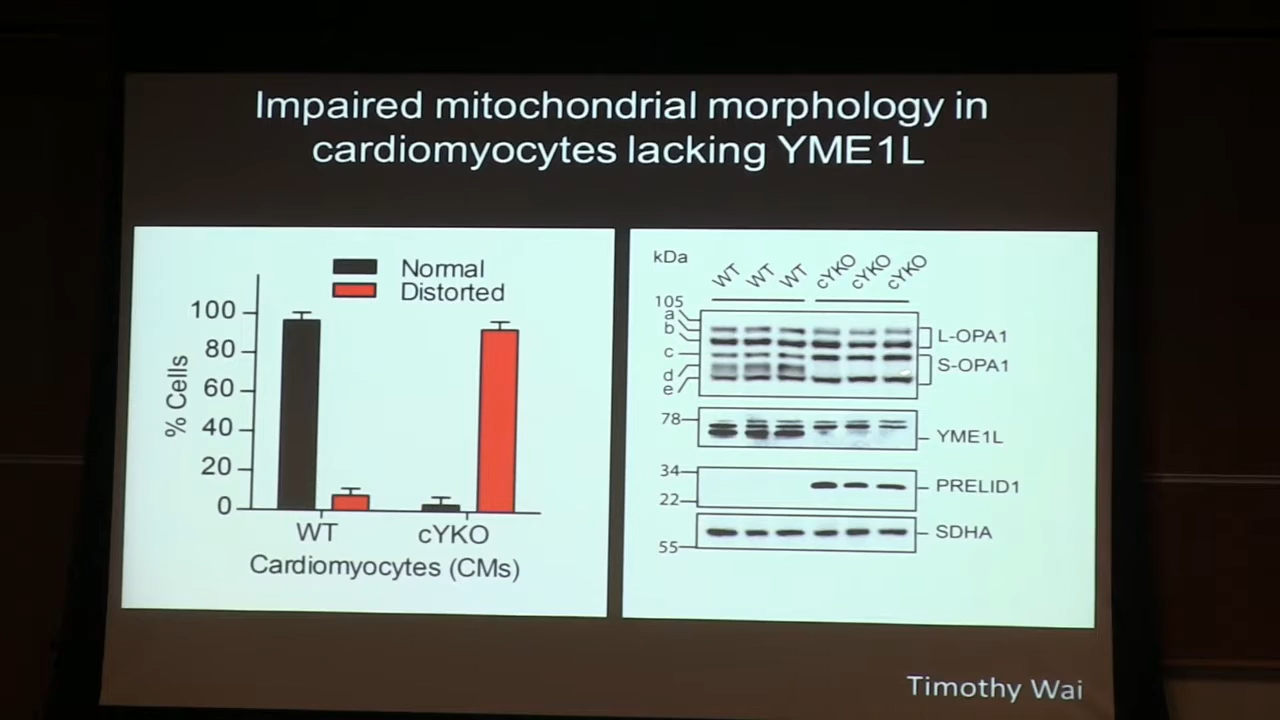 Impaired mitochondrial morphology in
cardiomyocytes lacking YME1L
Normal
Distorted
100
80
60
40
20
0
% Cells
WT cYKO
Cardiomyocytes (CMs)
kDa
WT WT WT cYKO cYKO cYKO
105
a
b
c
d
e
L-OPA1
S-OPA1
78
YME1L
34
22
PRELID1
55
SDHA
Timothy Wai